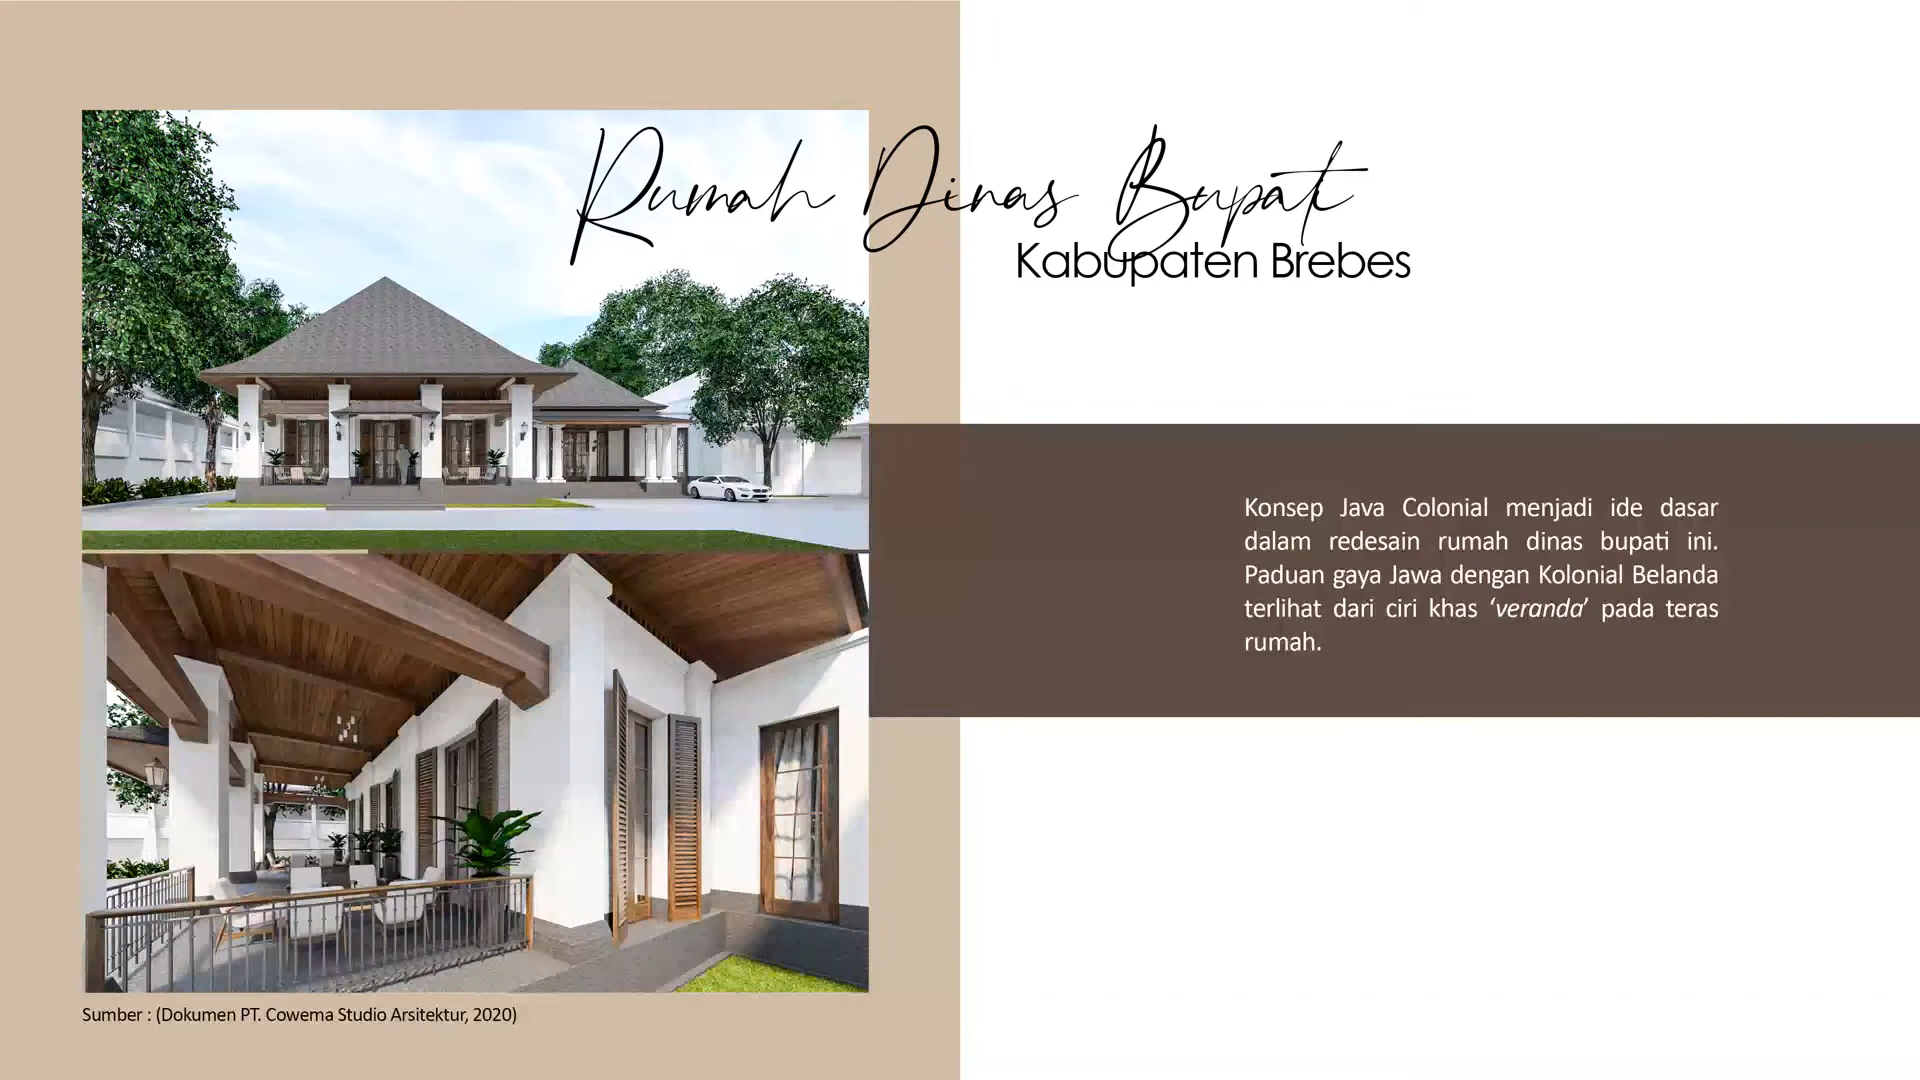 Rumah Dinas Bupati
Kabupaten Brebes
Konsep Java Colonial menjadi ide dasar
dalam redesain rumah dinas bupati ini.
Paduan gaya Jawa dengan Kolonial Belanda
terlihat dari ciri khas ‘veranda’ pada teras
rumah.
Sumber : (Dokumen PT. Cowema Studio Arsitektur, 2020)